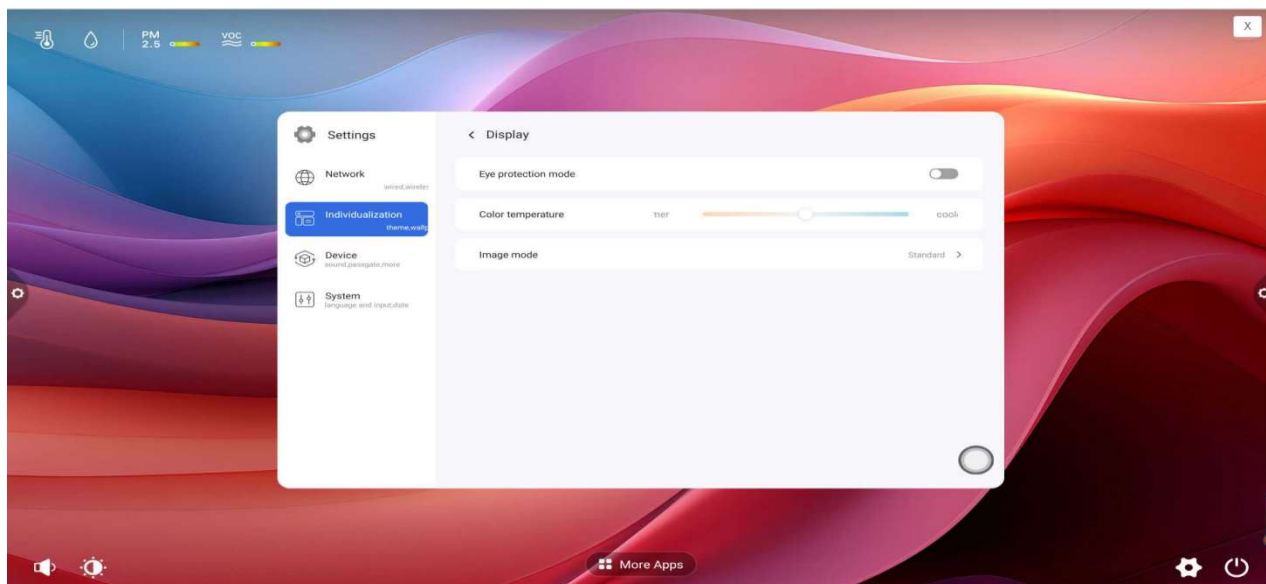 PM
2.5
VOC
X
Settings
Display
Network
Eye protection mode
Individualization
theme,wallp
Color temperature
mer
cool
Device
sound,passgate,more
Image mode
Standard
System
language and input,date
More Apps